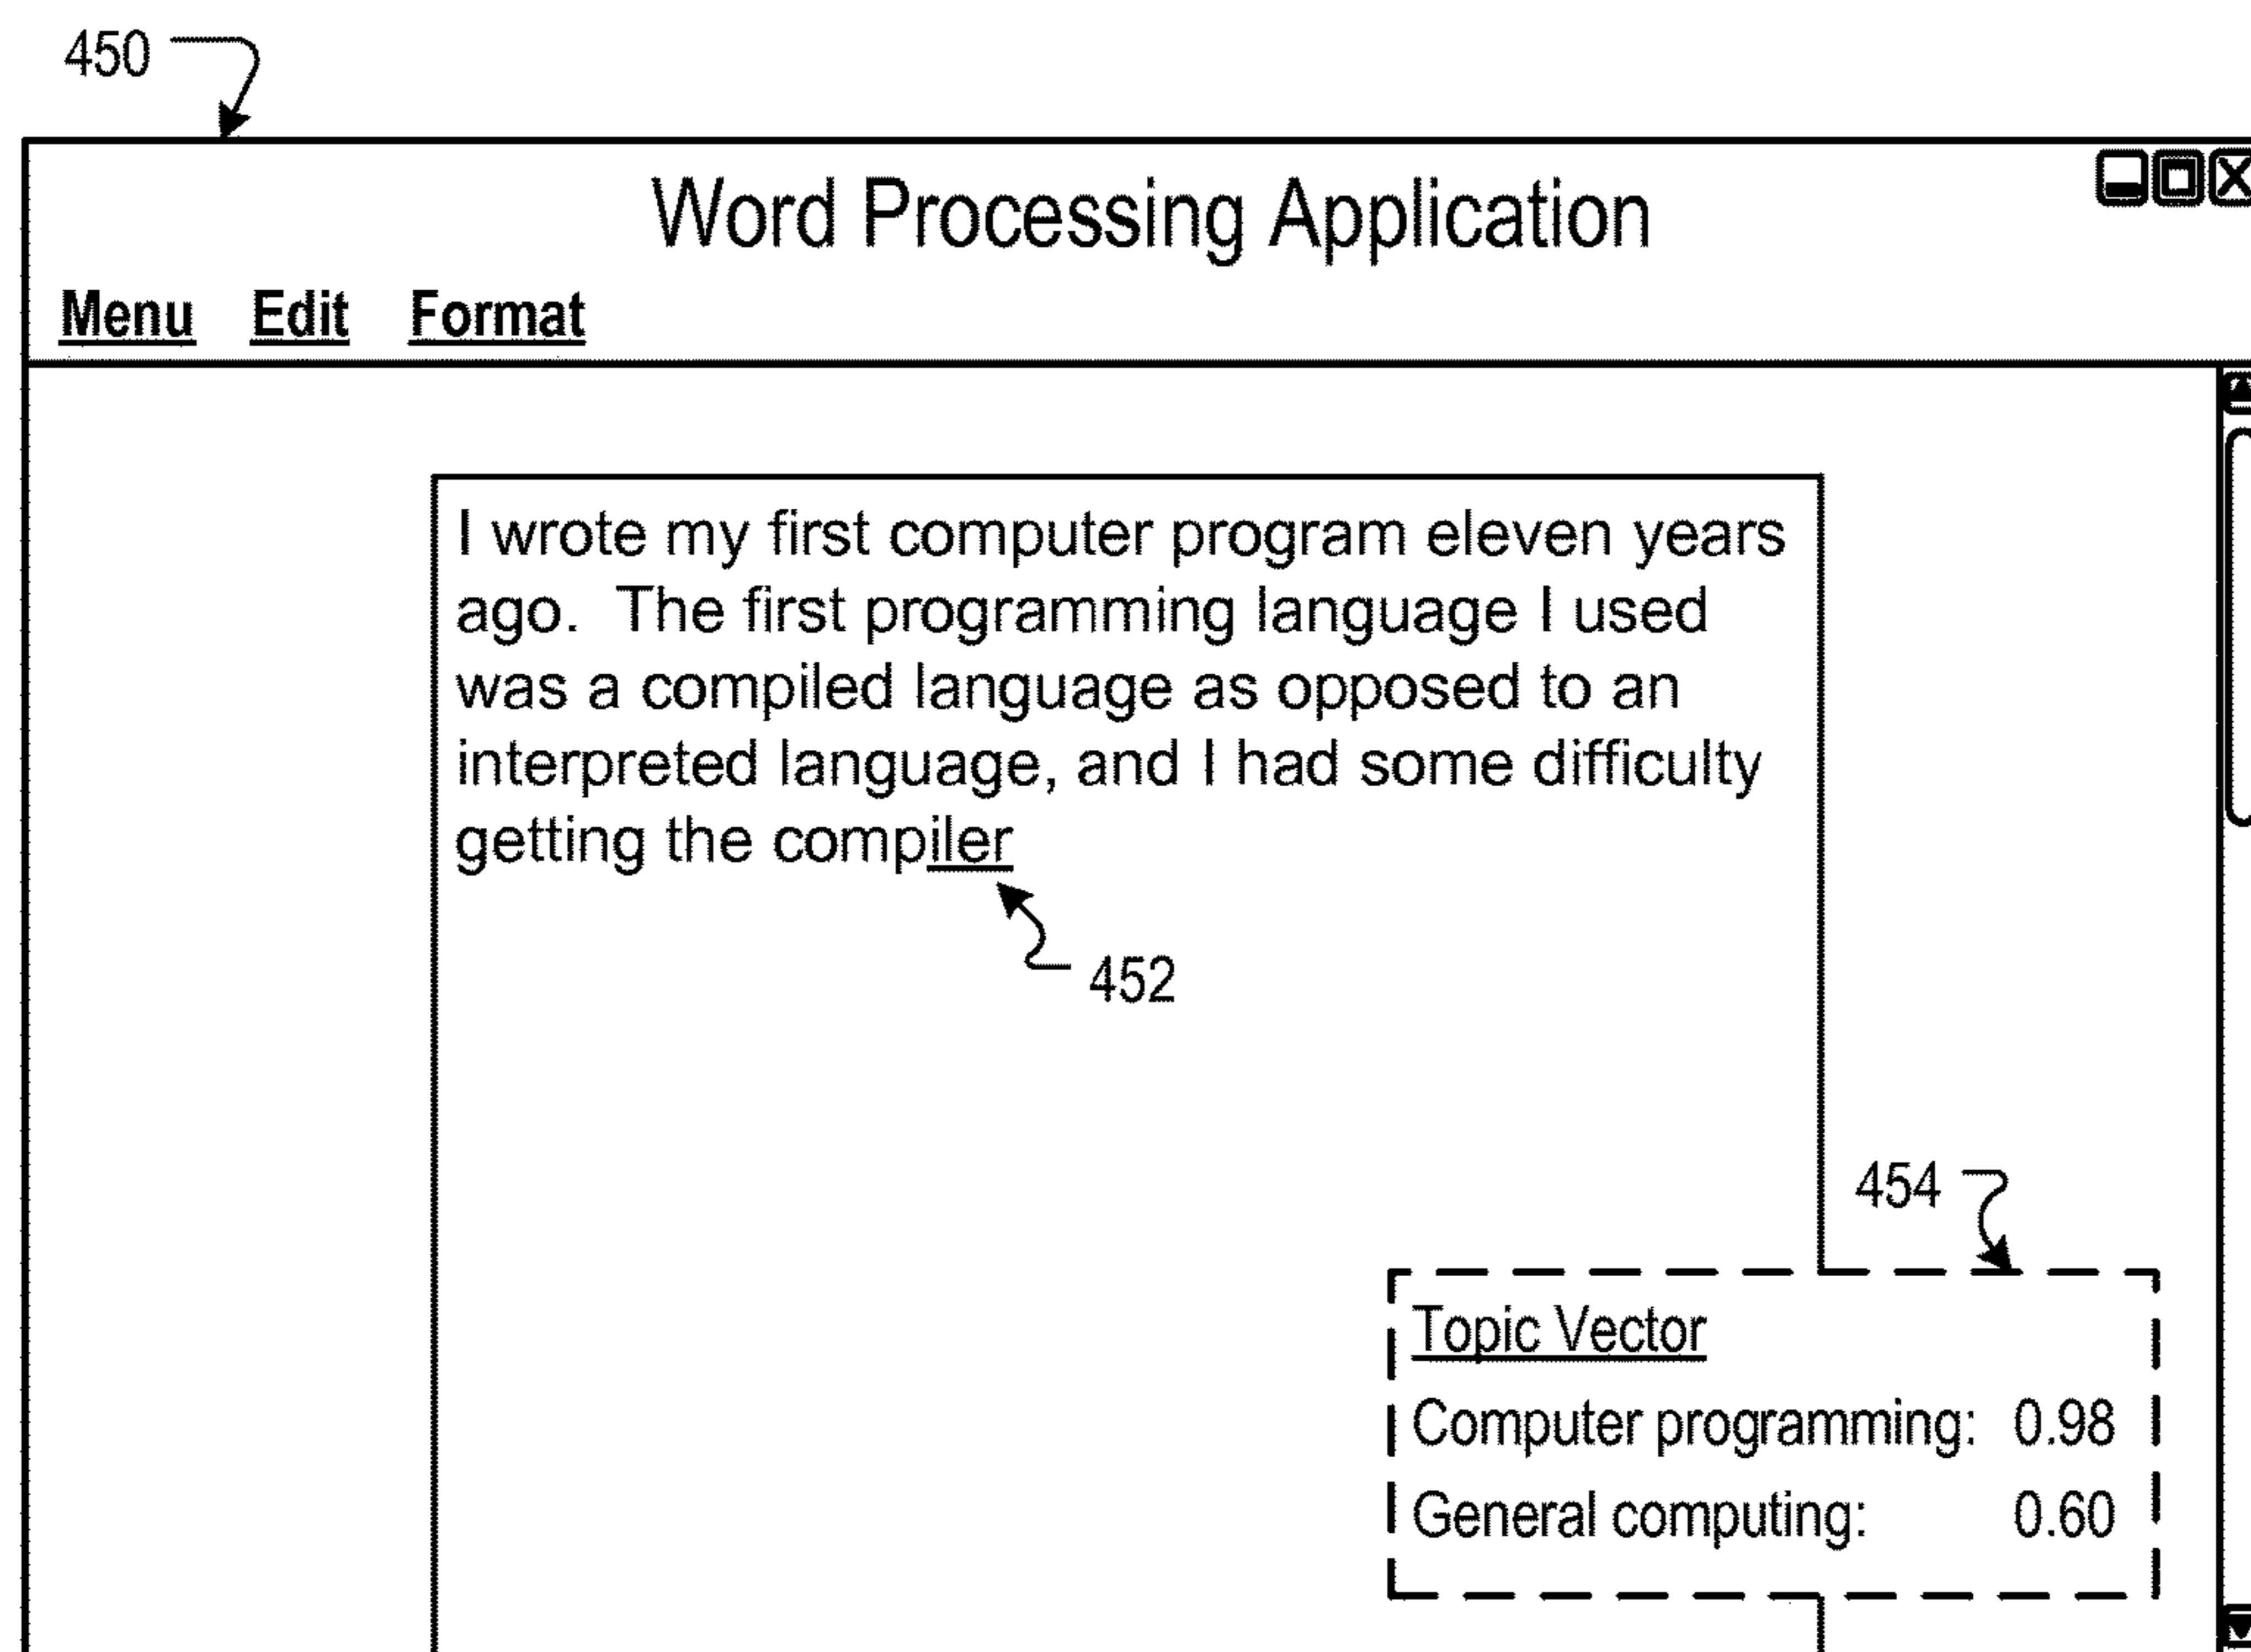 450
Word Processing Application
Menu Edit Format
I wrote my first computer program eleven years
ago. The first programming language I used
was a compiled language as opposed to an
interpreted language, and I had some difficulty
getting the compiler
452
454
Topic Vector
Computer programming: 0.98
General computing: 0.60